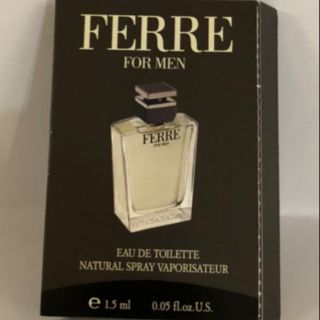 FERRE
FOR MEN
FERRE
FOR MEN
EAU DE TOILETTE
NATURAL SPRAY VAPORISATEUR
e 1.5 ml 0.05 fl.oz.U.S.